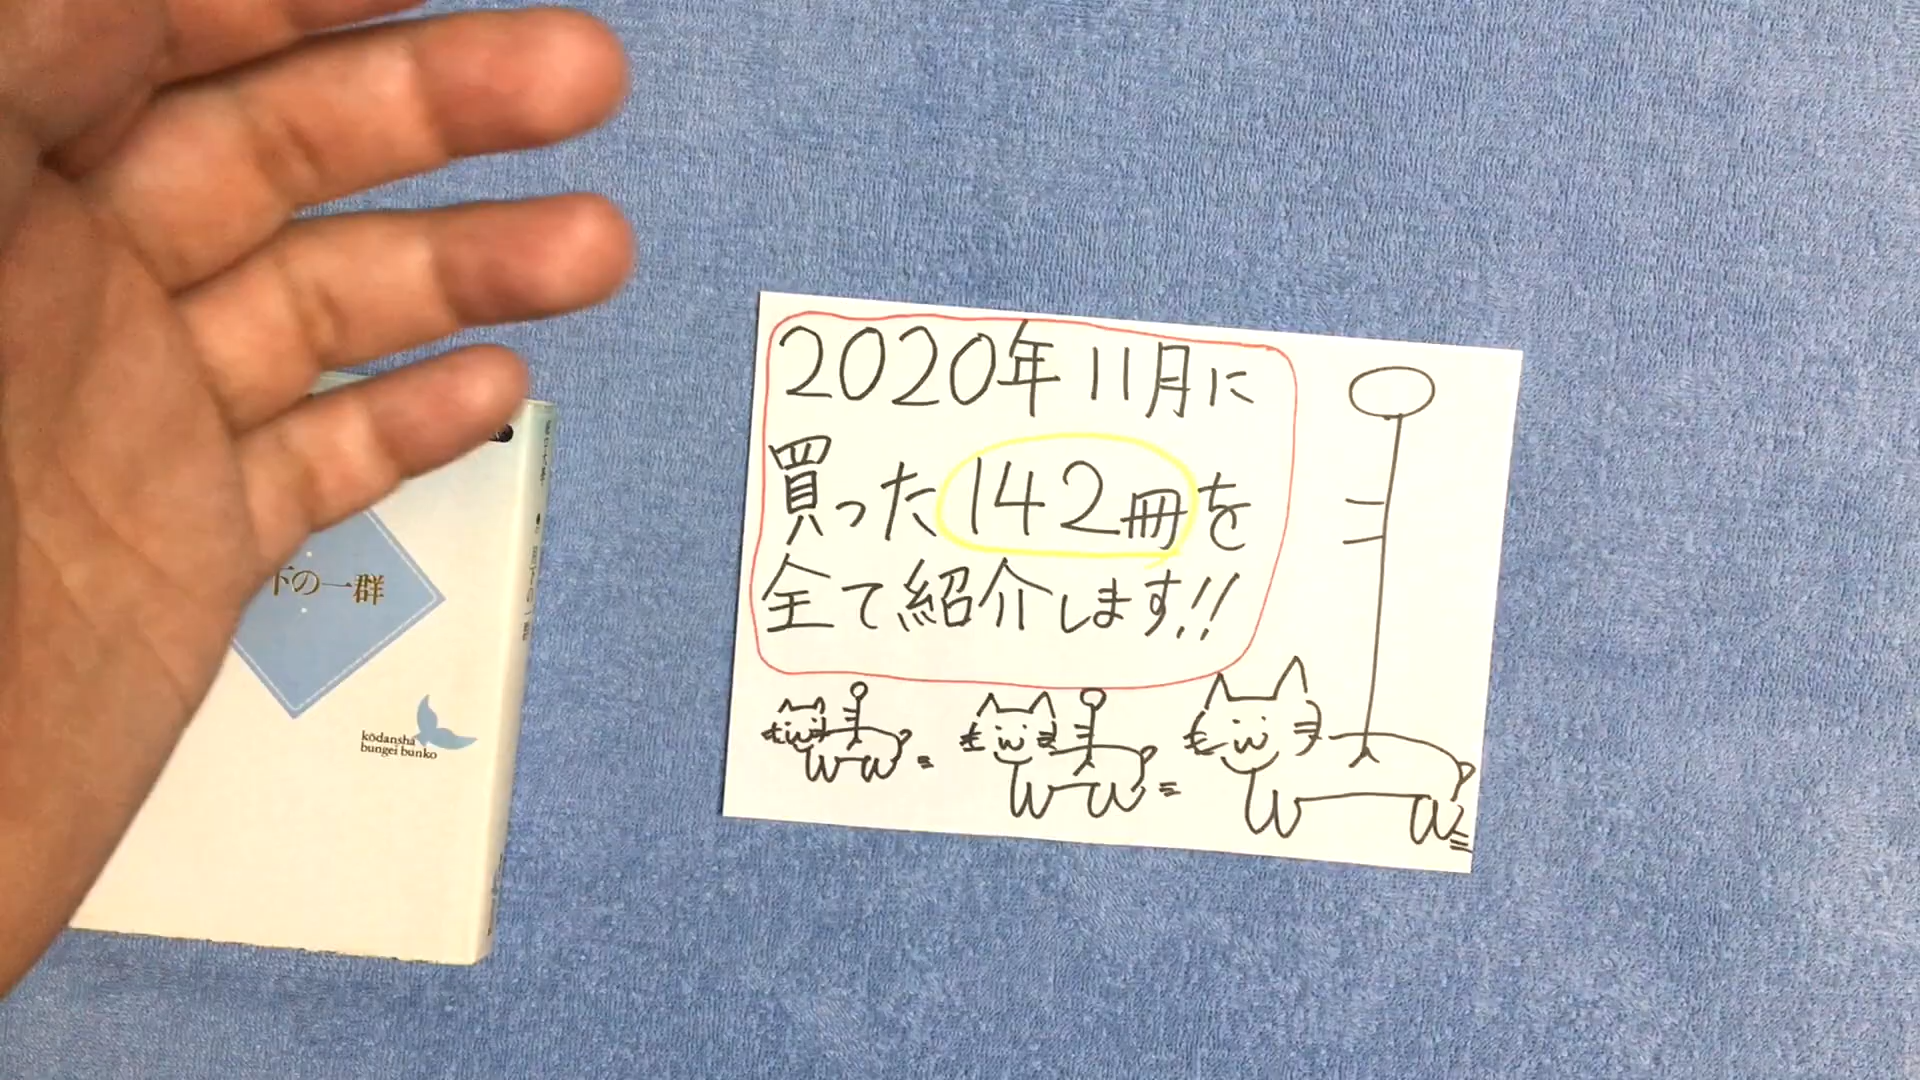 下の一群
kōdansha
bungei bunko
2020年11月に
買った142冊を
全て紹介します!!